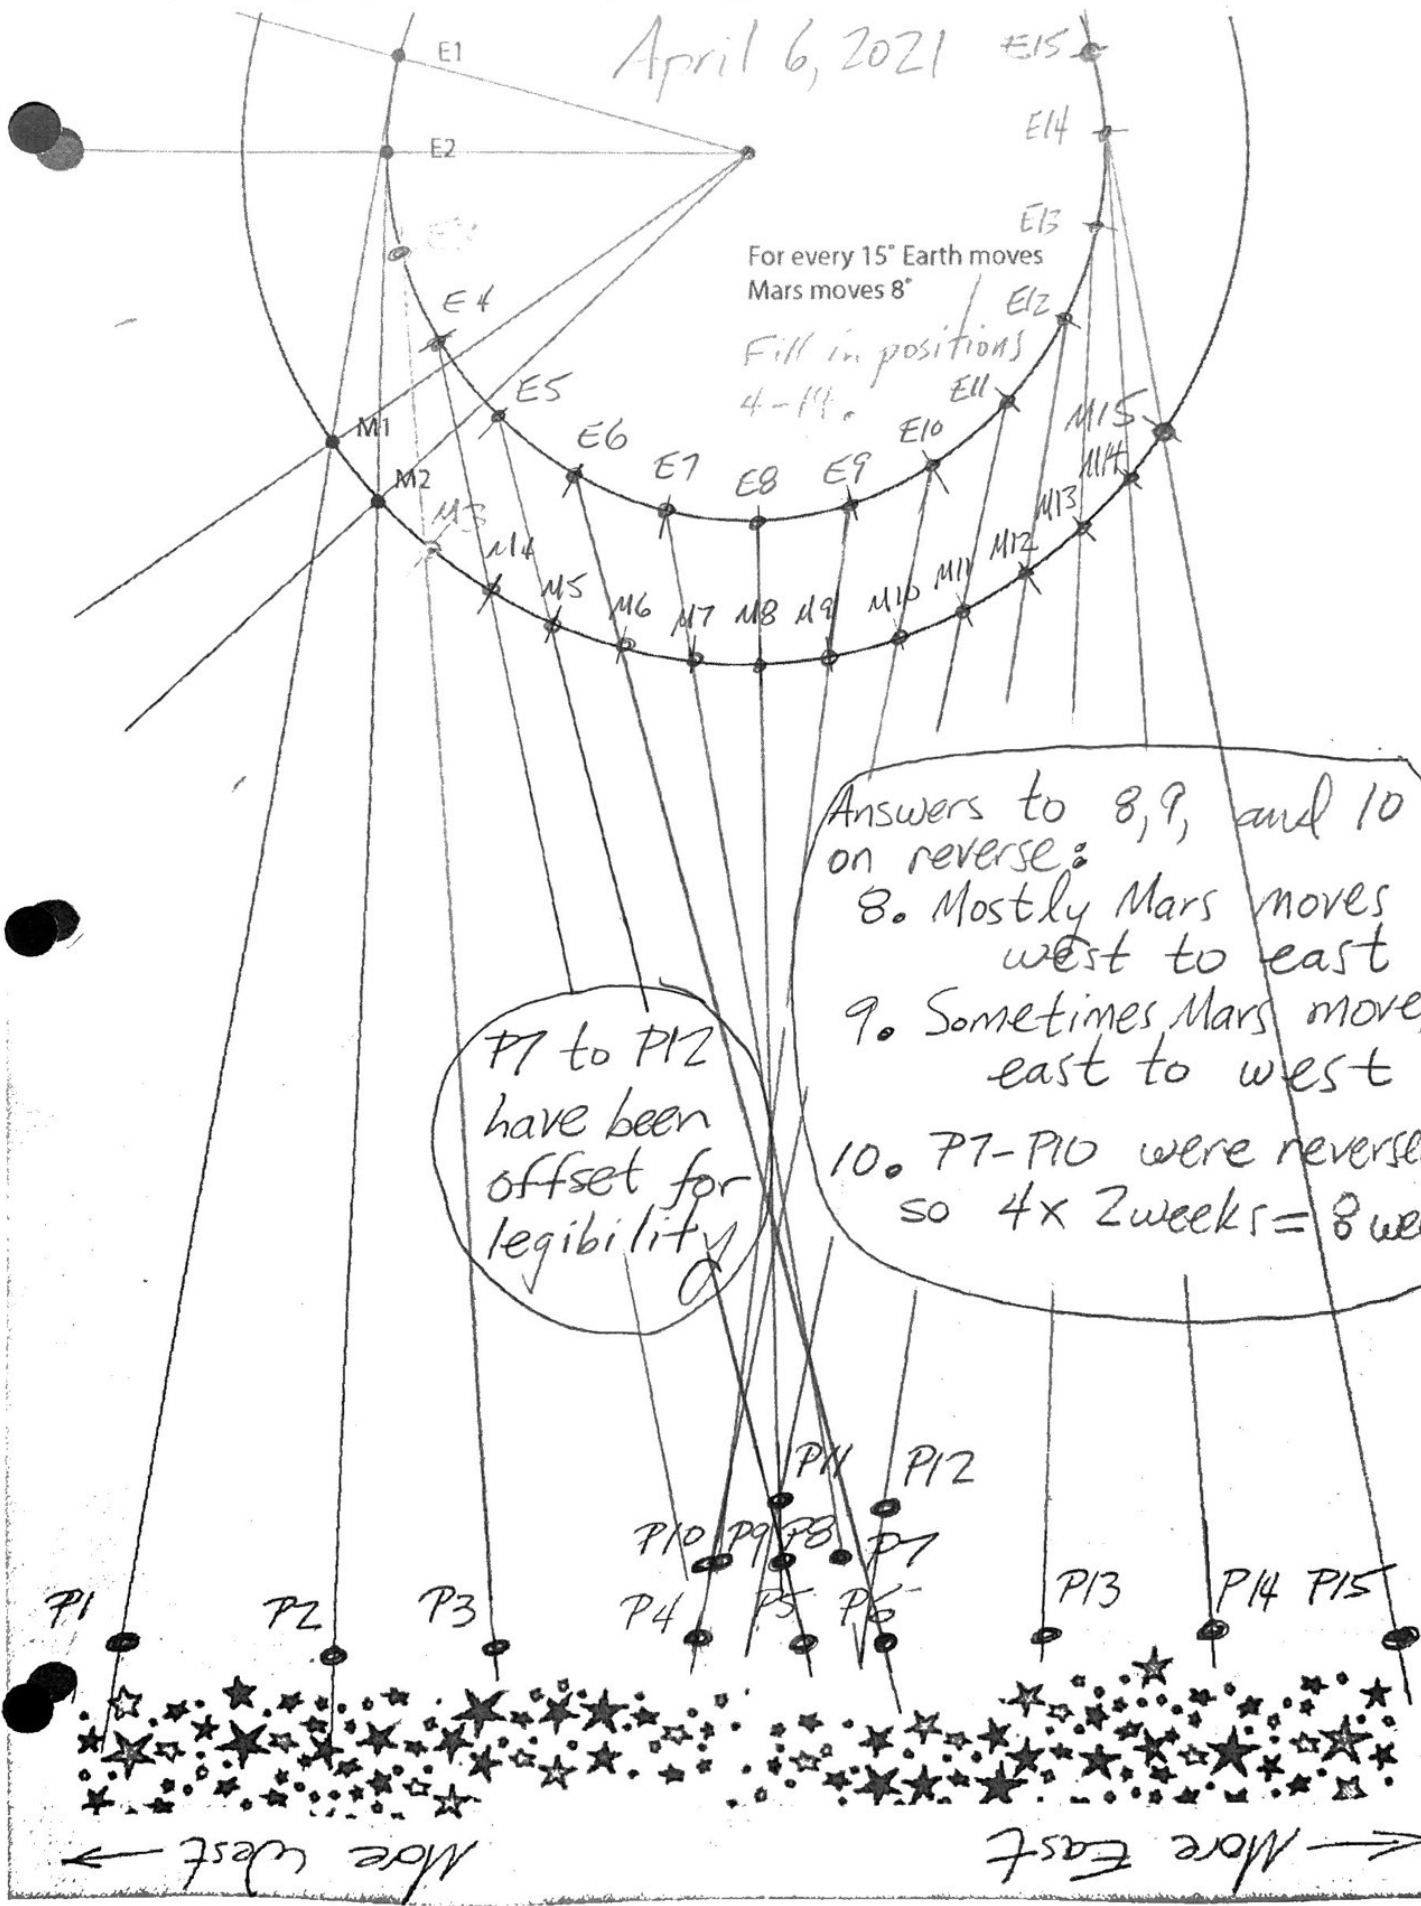 April 6, 2021
E1
E2
E4
E5
E6
E7
E8
E9
E10
E11
E12
E13
E14
E15
For every 15° Earth moves
Mars moves 8°
Fill in positions
4-14.
M1
M2
M3
M4
M5
M6
M7
M8
M9
M10
M11
M12
M13
M14
M15
Answers to 8, 9, and 10
on reverse:
8. Mostly Mars moves
west to east
9. Sometimes Mars move
east to west
10. P7-P10 were reverse
so 4x 2 weeks = 8 we
P7 to P12
have been
offset for
legibility
P11 P12
P10 P9 P8 P7
P1 P2 P3 P4 P5 P6 P13 P14 P15
← More West
More East →